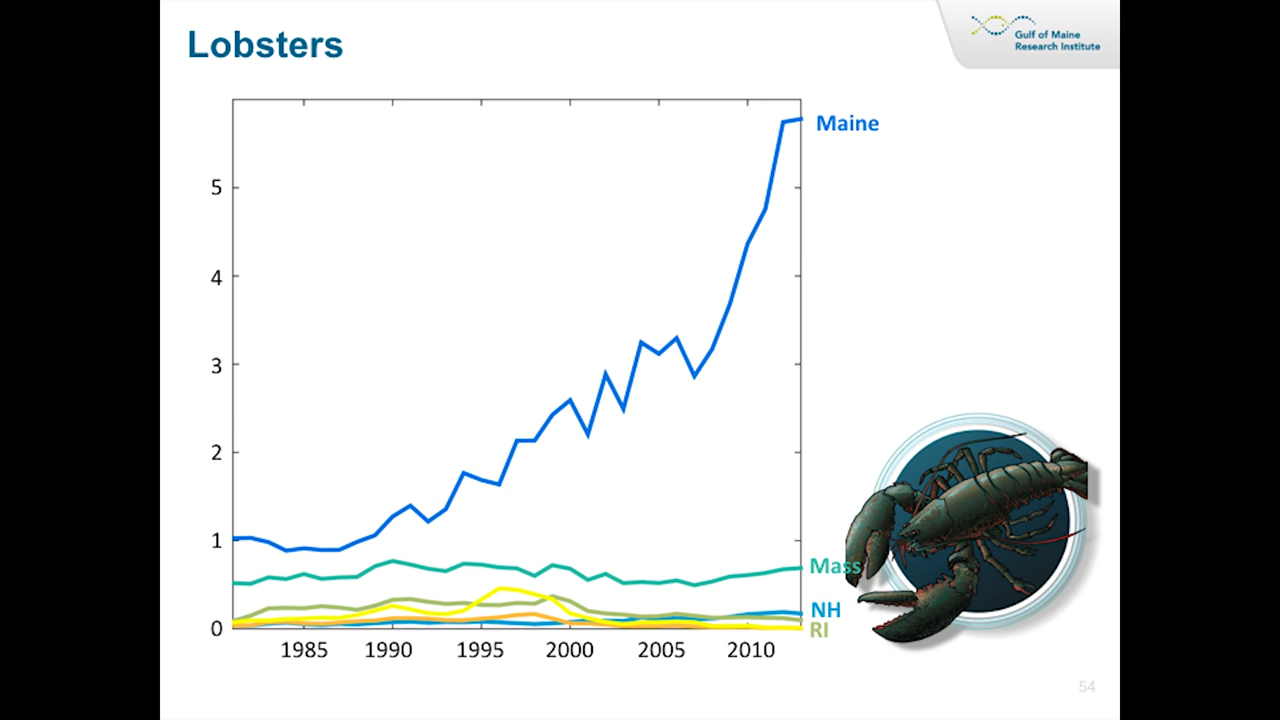 Lobsters
Gulf of Maine
Research Institute
Maine
5
4
3
2
1
0
Mass
NH
RI
1985 1990 1995 2000 2005 2010
54